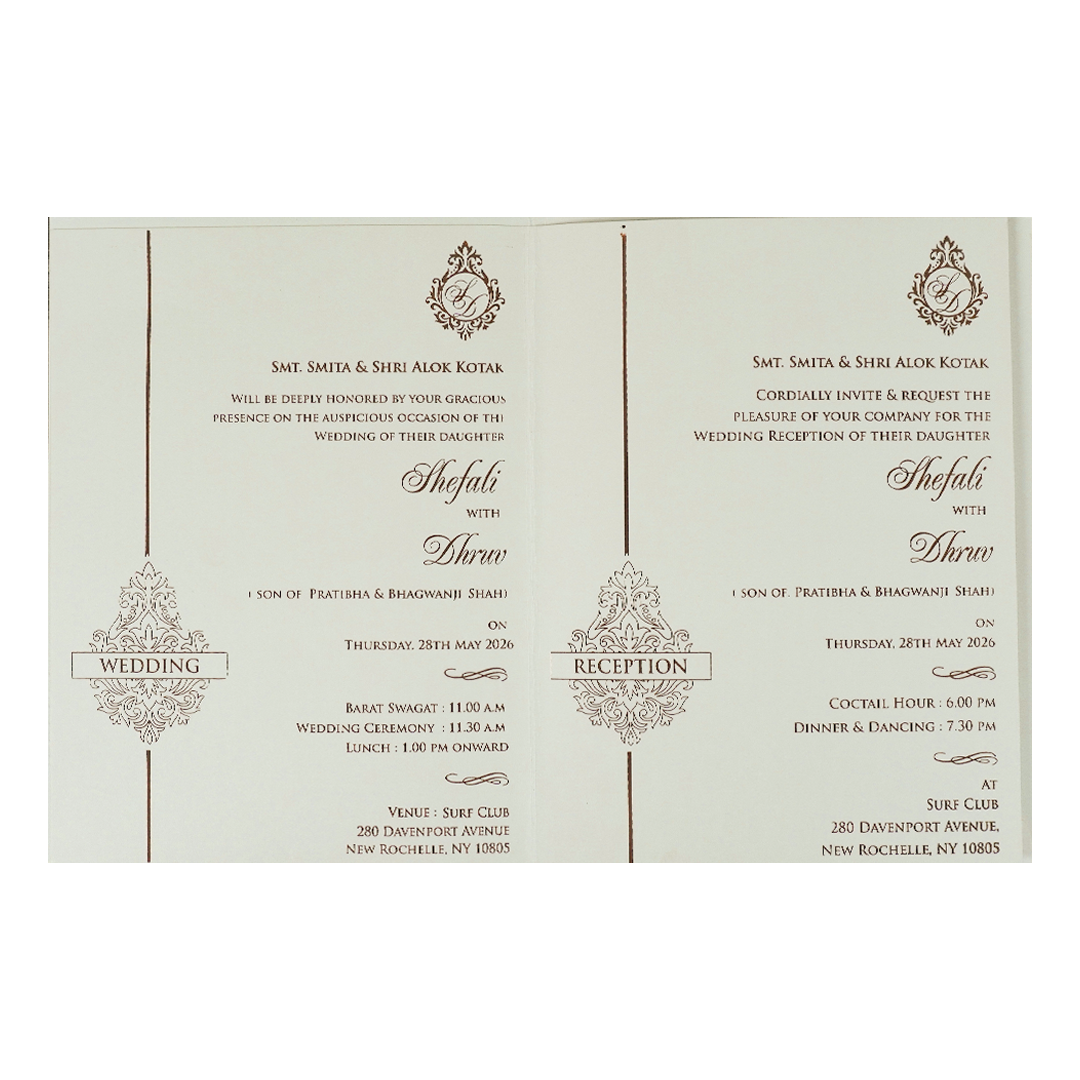 SD
SMT. SMITA & SHRI ALOK KOTAK
WILL BE DEEPLY HONORED BY YOUR GRACIOUS
PRESENCE ON THE AUSPICIOUS OCCASION OF THI
WEDDING OF THEIR DAUGHTER
Shefali
WITH
Dhruv
( SON OF PRATIBHA & BHAGWANJI SHAH)
ON
THURSDAY, 28TH MAY 2026
WEDDING
BARAT SWAGAT : 11.00 A.M
WEDDING CEREMONY : 11.30 A.M
LUNCH : 1.00 PM ONWARD
VENUE : SURF CLUB
280 DAVENPORT AVENUE
NEW ROCHELLE, NY 10805
SD
SMT. SMITA & SHRI ALOK KOTAK
CORDIALLY INVITE & REQUEST THE
PLEASURE OF YOUR COMPANY FOR THE
WEDDING RECEPTION OF THEIR DAUGHTER
Shefali
WITH
Dhruv
( SON OF. PRATIBHA & BHAGWANJI SHAH)
ON
THURSDAY, 28TH MAY 2026
RECEPTION
COCTAIL HOUR : 6.00 PM
DINNER & DANCING : 7.30 PM
AT
SURF CLUB
280 DAVENPORT AVENUE,
NEW ROCHELLE, NY 10805